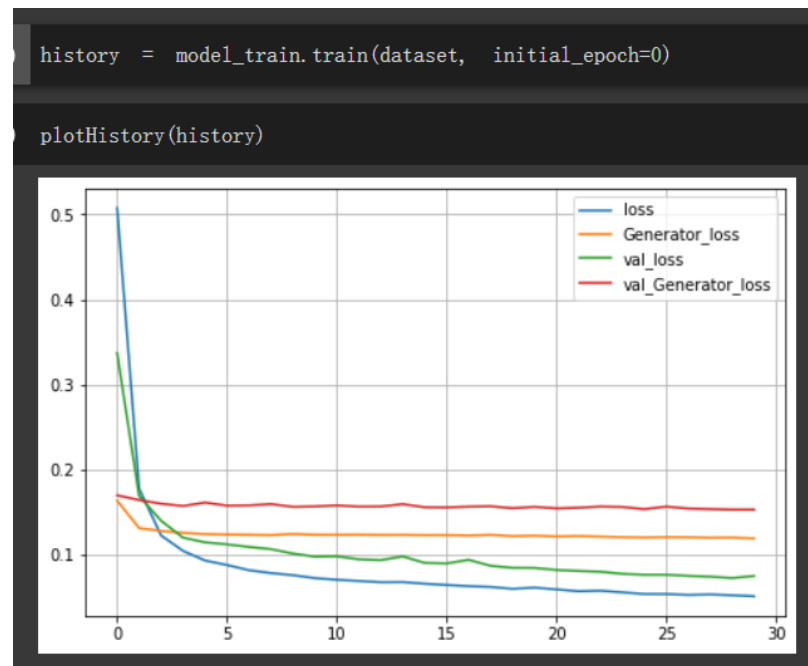 history = model_train.train(dataset, initial_epoch=0)
plotHistory(history)
loss
Generator_loss
val_loss
val_Generator_loss
0.5
0.4
0.3
0.2
0.1
0 5 10 15 20 25 30